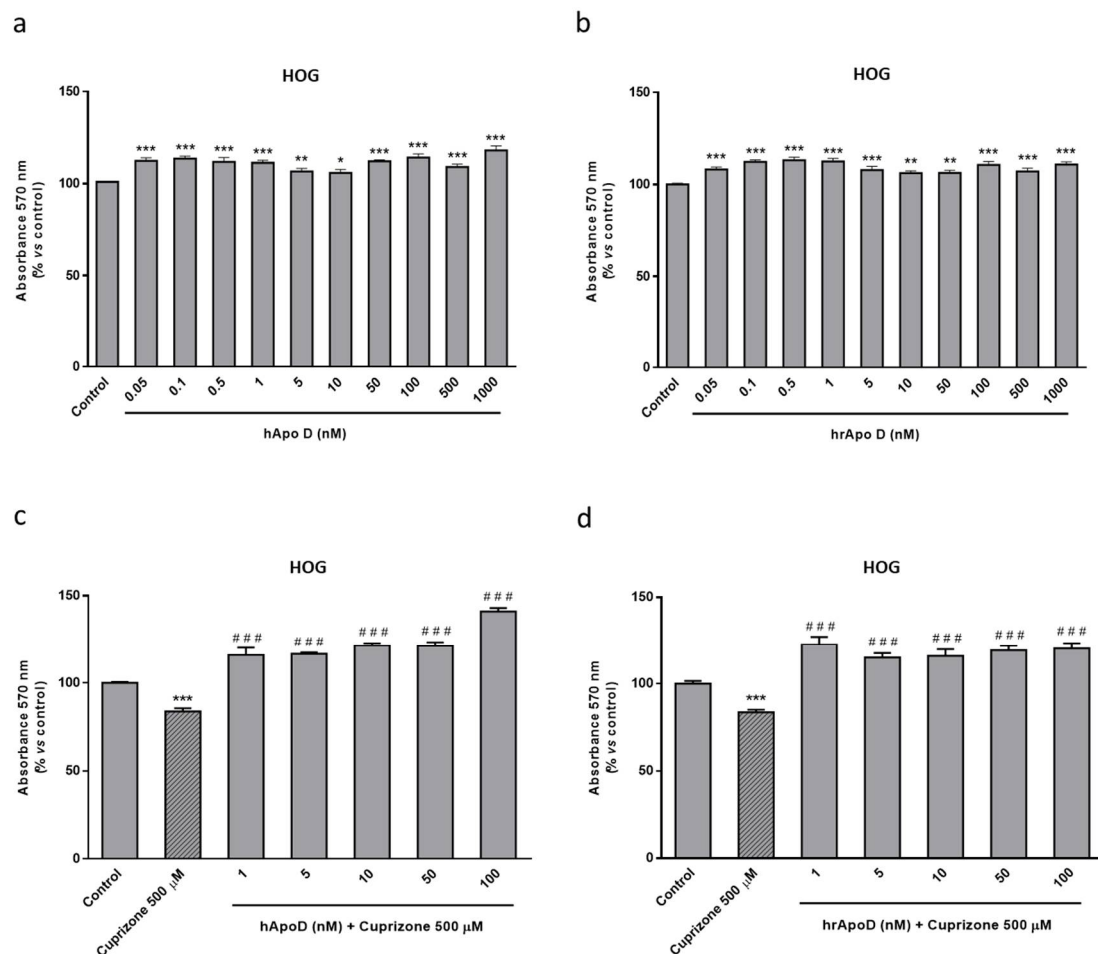 a
HOG
Absorbance 570 nm
(% vs control)
150
100
50
0
*** *** *** *** ** * *** *** *** ***
Control 0.05 0.1 0.5 1 5 10 50 100 500 1000
hApo D (nM)
b
HOG
Absorbance 570 nm
(% vs control)
150
100
50
0
*** *** *** *** *** ** ** *** *** ***
Control 0.05 0.1 0.5 1 5 10 50 100 500 1000
hrApo D (nM)
c
HOG
Absorbance 570 nm
(% vs control)
150
100
50
0
*** # # # # # # # # # # # # # # #
Control Cuprizone 500 μM 1 5 10 50 100
hApoD (nM) + Cuprizone 500 μM
d
HOG
Absorbance 570 nm
(% vs control)
150
100
50
0
*** # # # # # # # # # # # # # # #
Control Cuprizone 500 μM 1 5 10 50 100
hrApoD (nM) + Cuprizone 500 μM